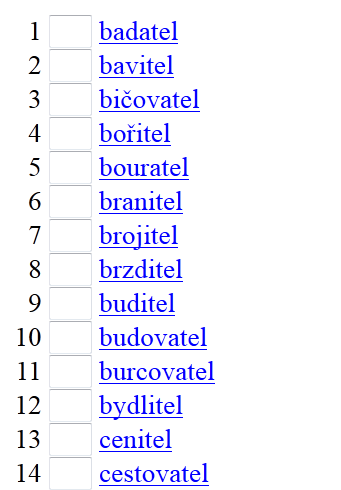 1 badatel
2 bavitel
3 bičovatel
4 bořitel
5 bouratel
6 branitel
7 brojitel
8 brzditel
9 buditel
10 budovatel
11 burcovatel
12 bydlitel
13 cenitel
14 cestovatel